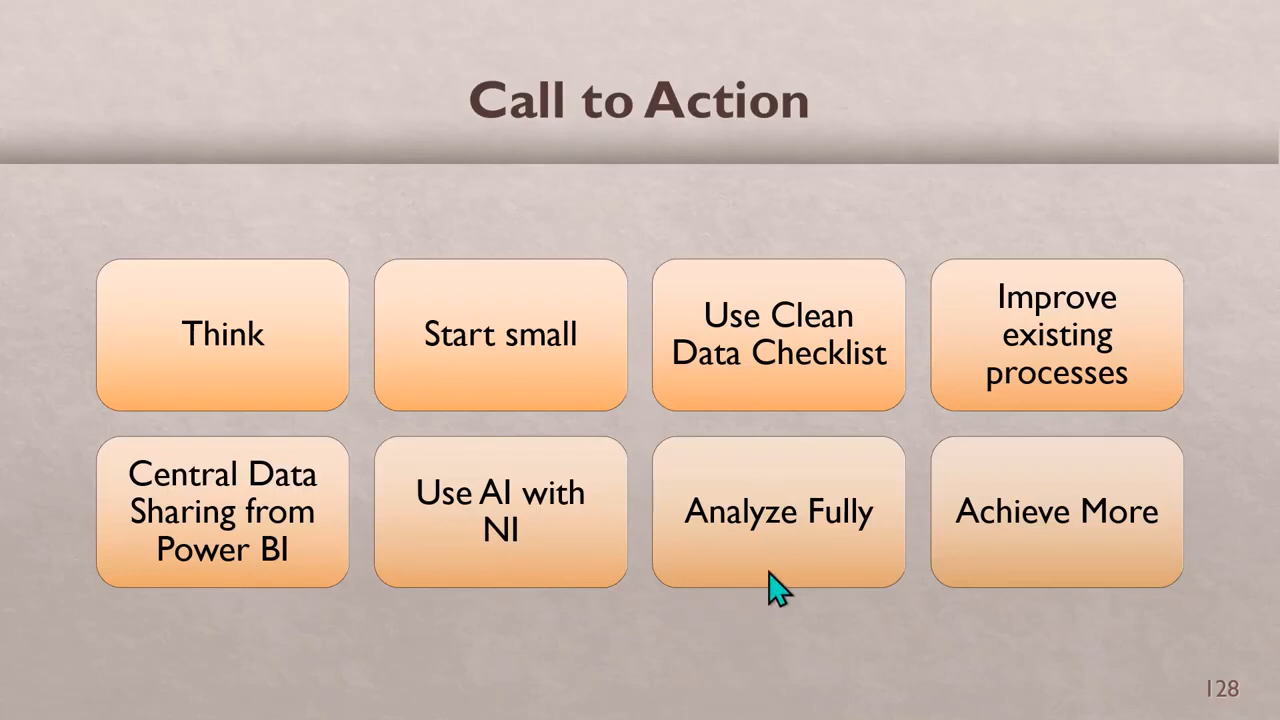 Call to Action
Think
Start small
Use Clean
Data Checklist
Improve
existing
processes
Central Data
Sharing from
Power BI
Use AI with
NI
Analyze Fully
Achieve More
128